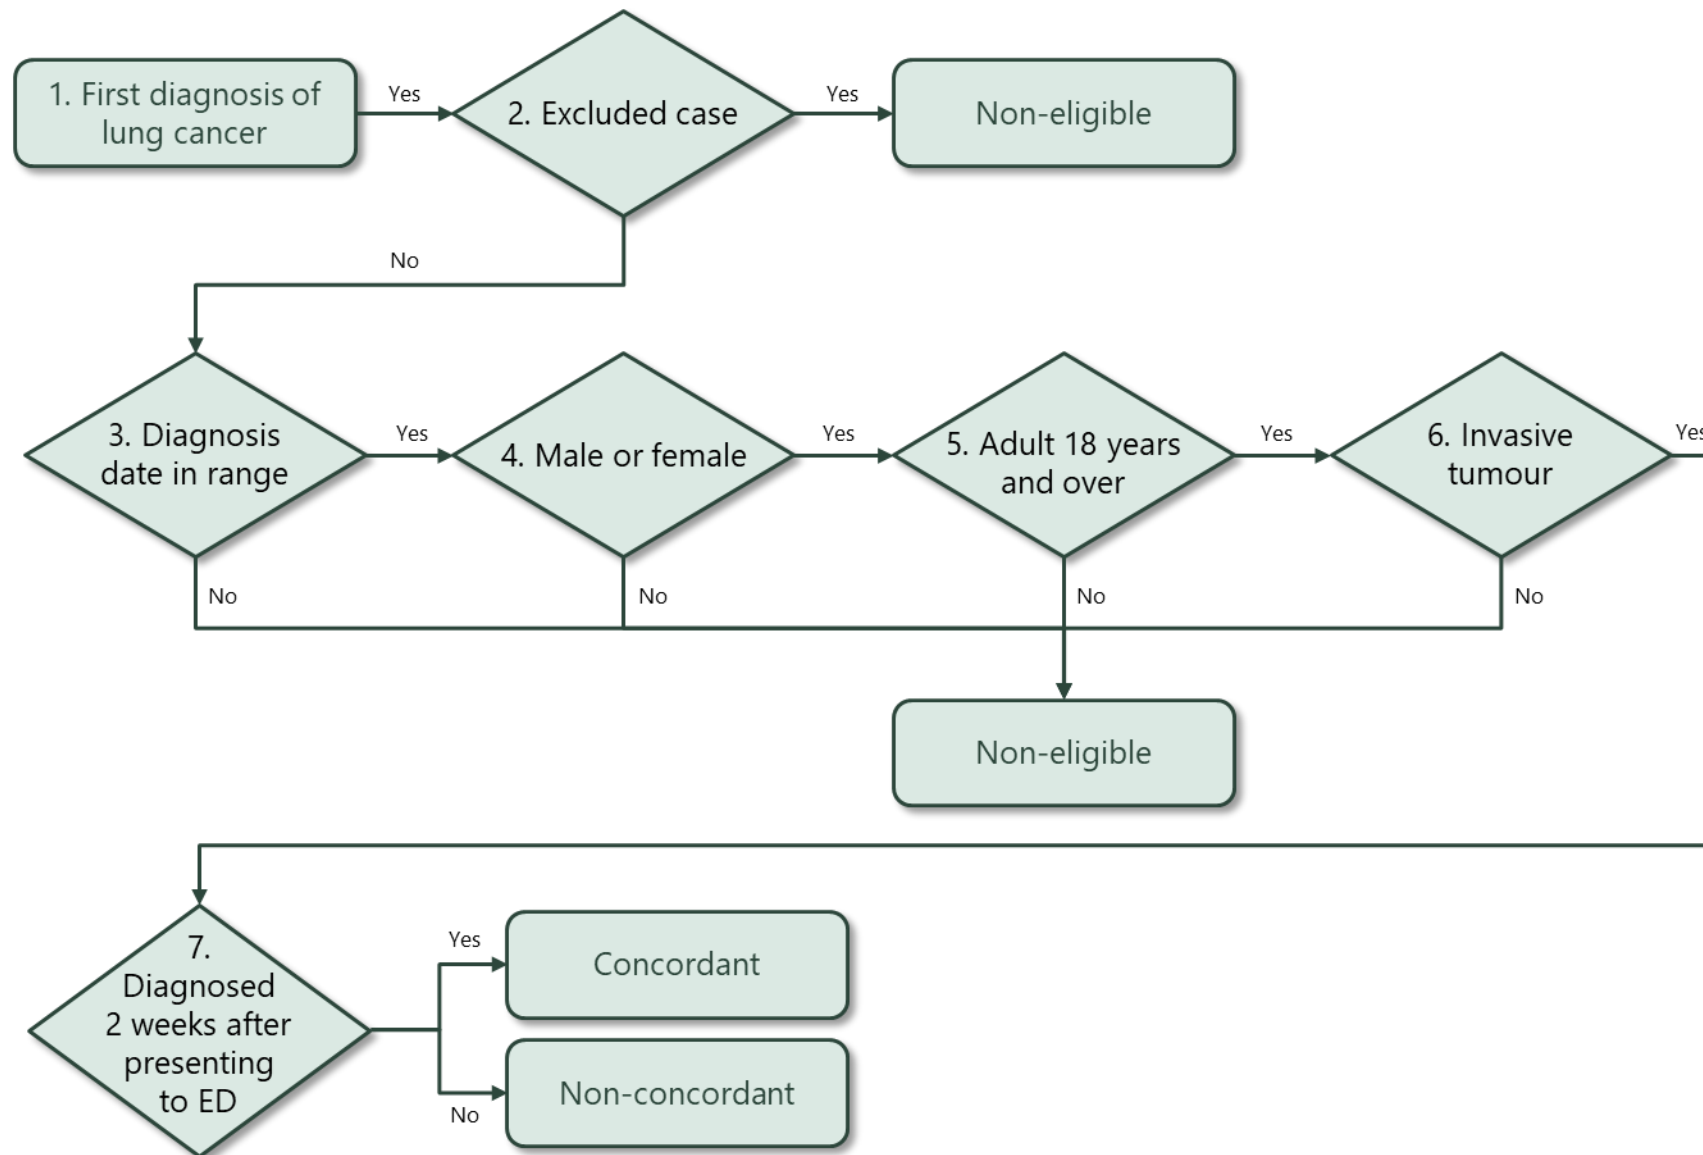 1. First diagnosis of
lung cancer
Yes
2. Excluded case
Yes
Non-eligible
No
3. Diagnosis
date in range
Yes
4. Male or female
Yes
5. Adult 18 years
and over
Yes
6. Invasive
tumour
Yes
No
No
No
No
Non-eligible
7.
Diagnosed
2 weeks after
presenting
to ED
Yes
Concordant
No
Non-concordant